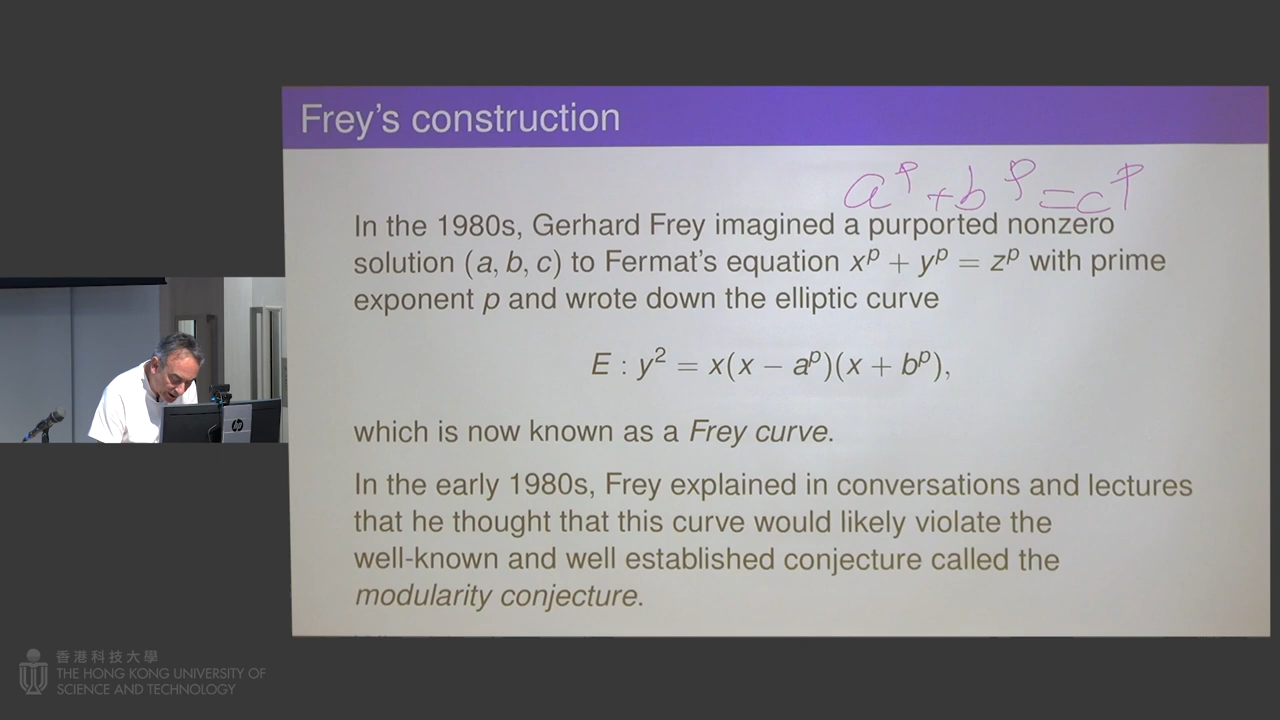 Frey's construction
a^p + b^p = c^p
In the 1980s, Gerhard Frey imagined a purported nonzero
solution (a, b, c) to Fermat's equation x^p + y^p = z^p with prime
exponent p and wrote down the elliptic curve
E : y² = x(x − a^p)(x + b^p),
which is now known as a Frey curve.
In the early 1980s, Frey explained in conversations and lectures
that he thought that this curve would likely violate the
well-known and well established conjecture called the
modularity conjecture.
hp
香港科技大學
THE HONG KONG UNIVERSITY OF
SCIENCE AND TECHNOLOGY